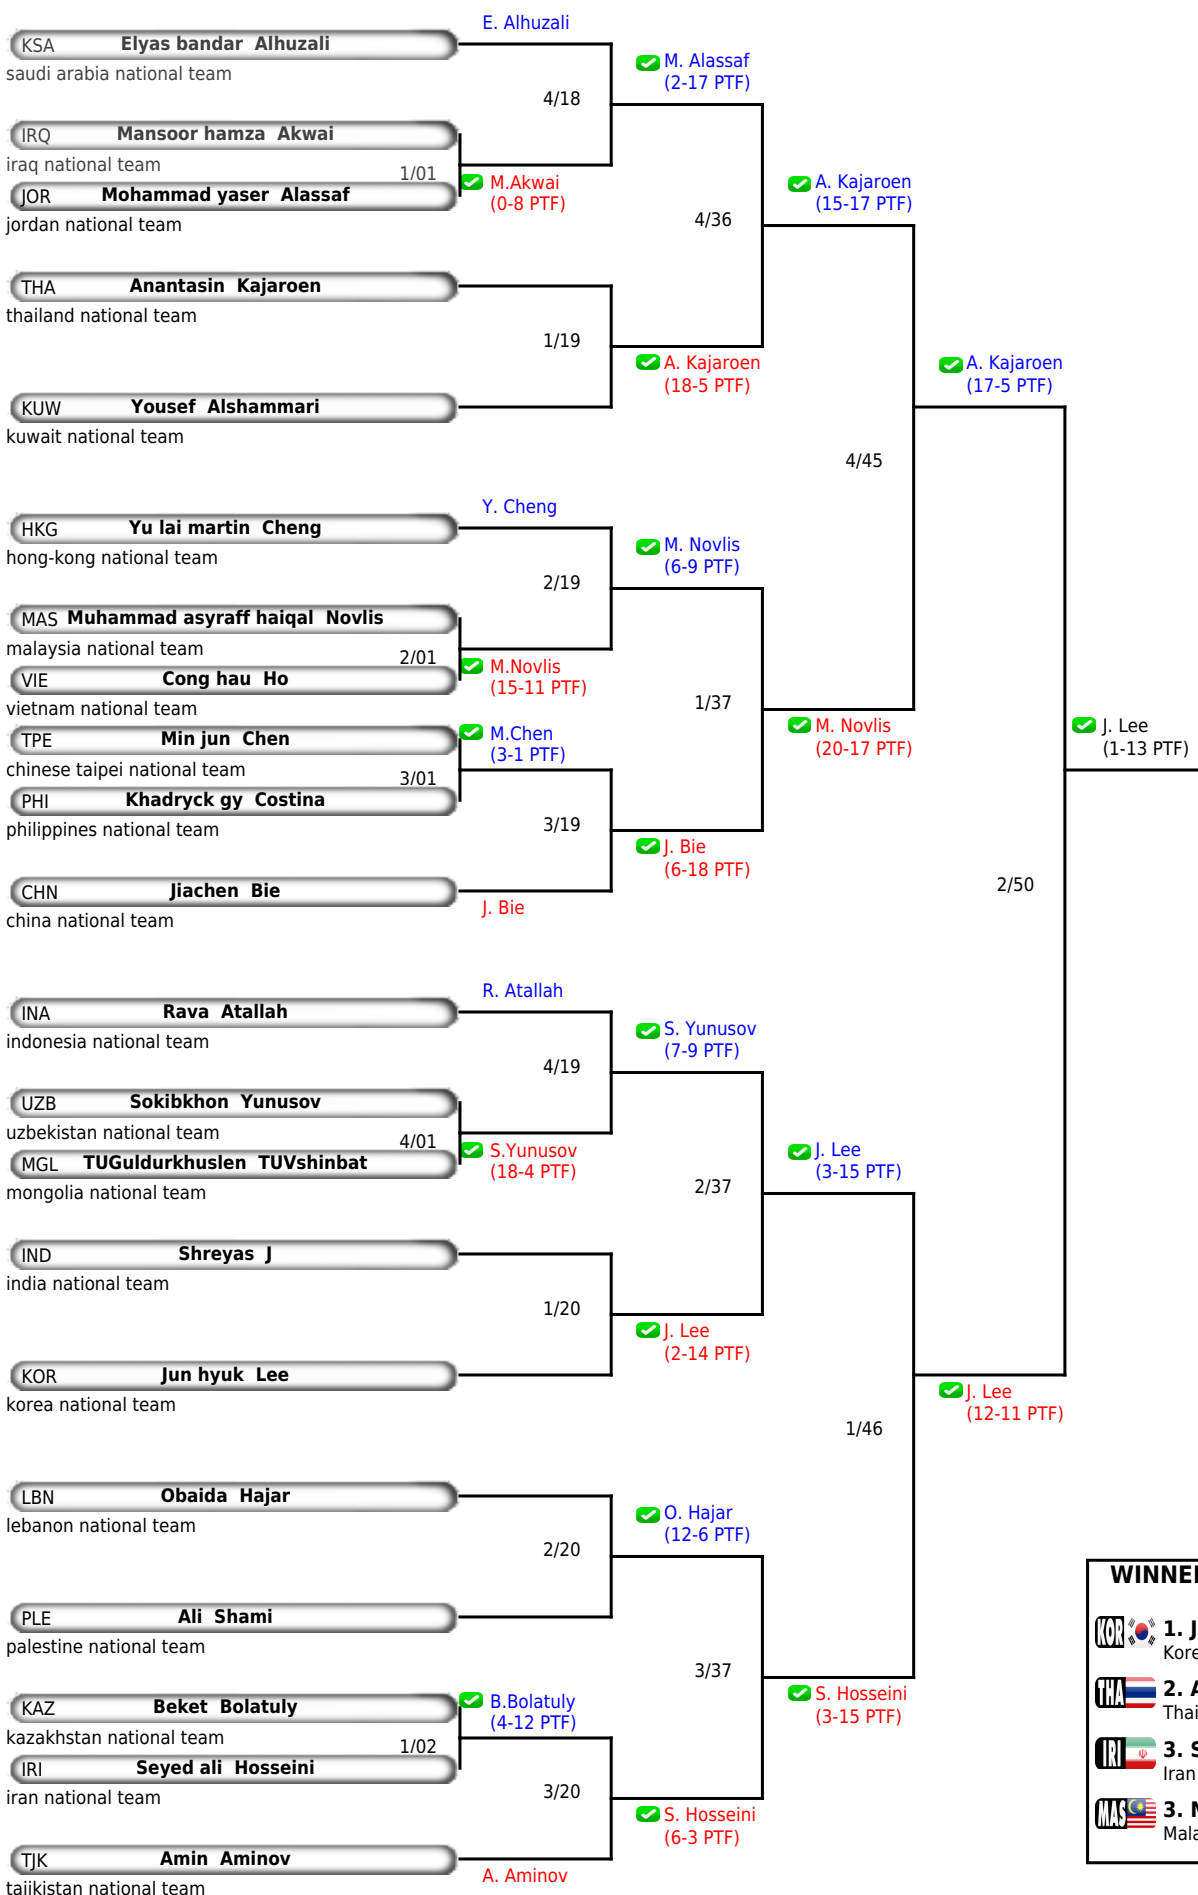 E. Alhuzali
KSA Elyas bandar Alhuzali
saudi arabia national team
M. Alassaf
(2-17 PTF)
4/18
IRQ Mansoor hamza Akwai
iraq national team
1/01
JOR Mohammad yaser Alassaf
jordan national team
M.Akwai
(0-8 PTF)
A. Kajaroen
(15-17 PTF)
4/36
THA Anantasin Kajaroen
thailand national team
1/19
A. Kajaroen
(18-5 PTF)
A. Kajaroen
(17-5 PTF)
KUW Yousef Alshammari
kuwait national team
4/45
Y. Cheng
HKG Yu lai martin Cheng
hong-kong national team
M. Novlis
(6-9 PTF)
2/19
MAS Muhammad asyraff haiqal Novlis
malaysia national team
2/01
VIE Cong hau Ho
vietnam national team
M.Novlis
(15-11 PTF)
1/37
M. Novlis
(20-17 PTF)
J. Lee
(1-13 PTF)
TPE Min jun Chen
chinese taipei national team
M.Chen
(3-1 PTF)
3/01
PHI Khadryck gy Costina
philippines national team
3/19
J. Bie
(6-18 PTF)
CHN Jiachen Bie
china national team
J. Bie
2/50
R. Atallah
INA Rava Atallah
indonesia national team
S. Yunusov
(7-9 PTF)
4/19
UZB Sokibkhon Yunusov
uzbekistan national team
4/01
MGL TUGuldurkhuslen TUVshinbat
mongolia national team
S.Yunusov
(18-4 PTF)
J. Lee
(3-15 PTF)
2/37
IND Shreyas J
india national team
1/20
J. Lee
(2-14 PTF)
KOR Jun hyuk Lee
korea national team
J. Lee
(12-11 PTF)
1/46
LBN Obaida Hajar
lebanon national team
O. Hajar
(12-6 PTF)
2/20
PLE Ali Shami
palestine national team
3/37
S. Hosseini
(3-15 PTF)
KAZ Beket Bolatuly
kazakhstan national team
B.Bolatuly
(4-12 PTF)
1/02
IRI Seyed ali Hosseini
iran national team
3/20
S. Hosseini
(6-3 PTF)
TJK Amin Aminov
tajikistan national team
A. Aminov
KOR 1. J
Kore
THA 2. A
Thai
IRI 3. S
Iran
MAS
Mala